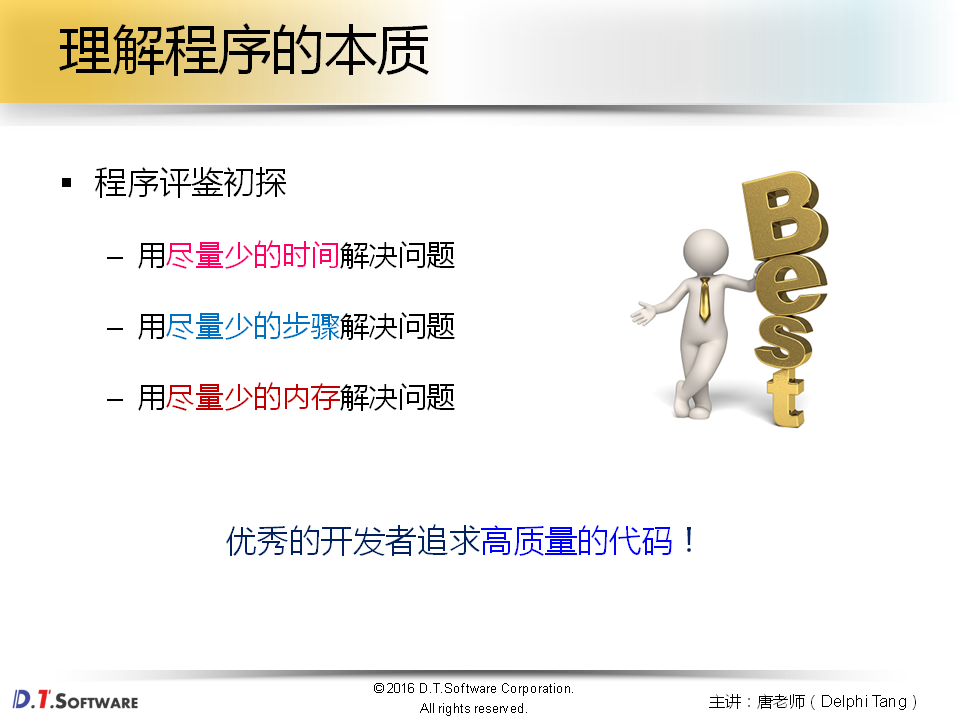 理解程序的本质
▪ 程序评鉴初探
– 用尽量少的时间解决问题
– 用尽量少的步骤解决问题
– 用尽量少的内存解决问题
Best
优秀的开发者追求高质量的代码！
D.T.SOFTWARE
©2016 D.T.Software Corporation.
All rights reserved.
主讲：唐老师（Delphi Tang）